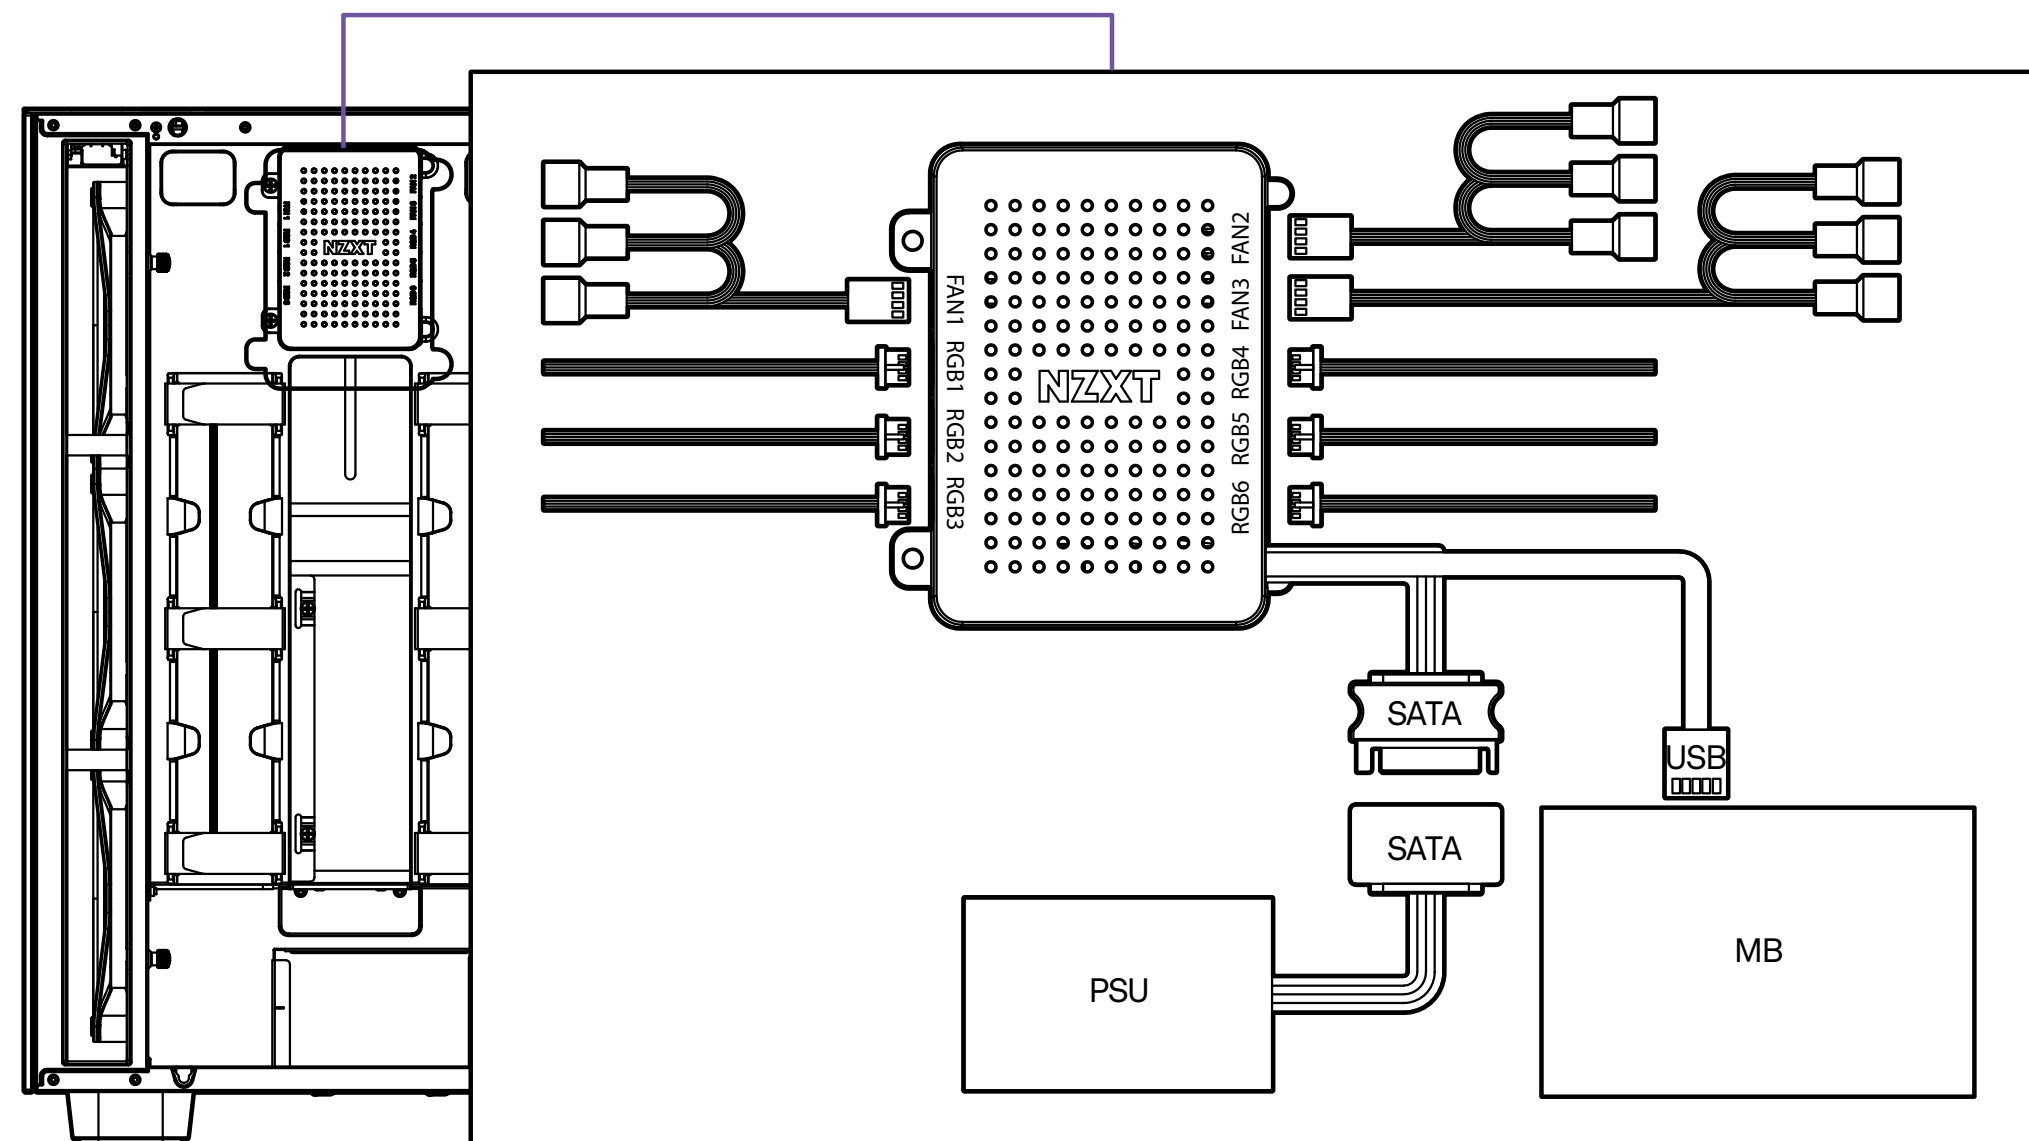 NZXT
FAN1
RGB1
RGB2
RGB3
NZXT
FAN2
FAN3
RGB4
RGB5
RGB6
SATA
USB
SATA
PSU
MB